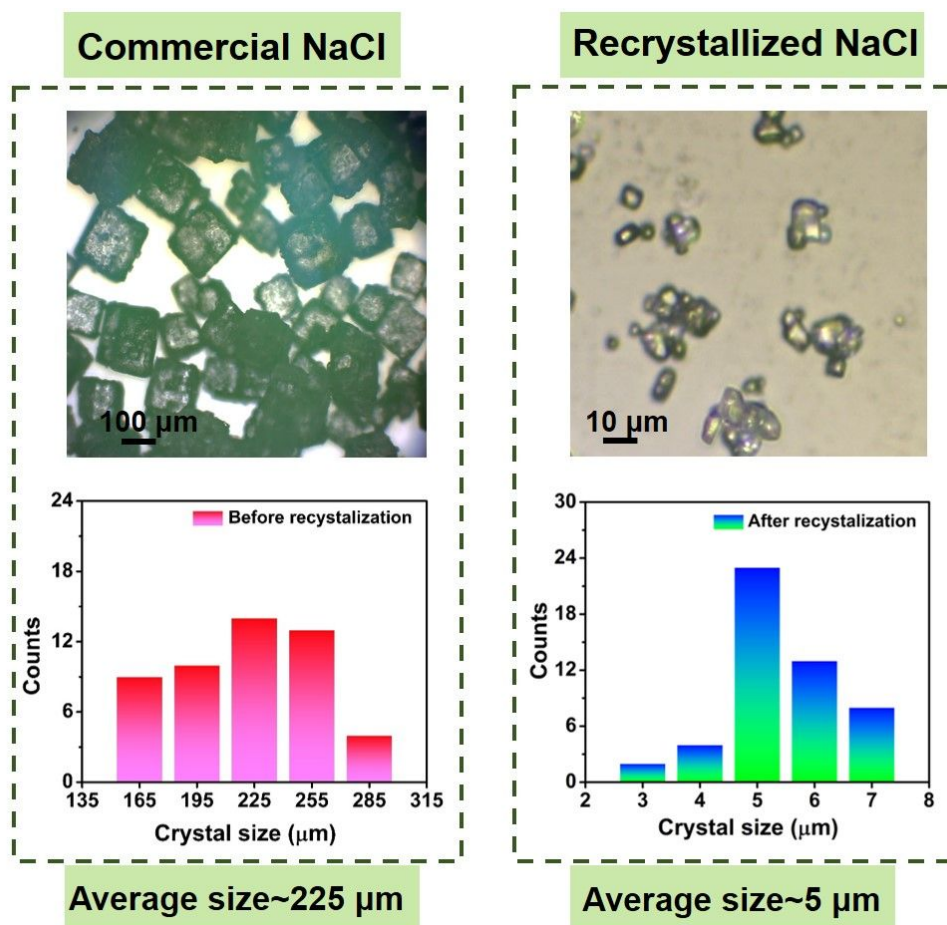 Commercial NaCl
Recrystallized NaCl
100 µm
10 µm
24
18
12
6
0
Counts
Before recystalization
135 165 195 225 255 285 315
Crystal size (µm)
30
24
18
12
6
0
Counts
After recystalization
2 3 4 5 6 7 8
Crystal size (µm)
Average size~225 µm
Average size~5 µm